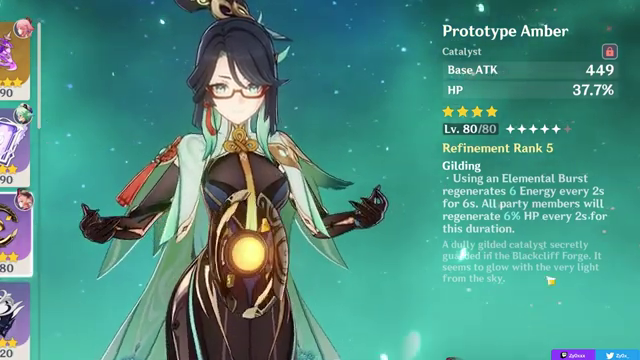 Prototype Amber
Catalyst
Base ATK 449
HP 37.7%
Lv. 80/80
Refinement Rank 5
Gilding
· Using an Elemental Burst
regenerates 6 Energy every 2s
for 6s. All party members will
regenerate 6% HP every 2s for
this duration.
A dully gilded catalyst secretly
guarded in the Blackcliff Forge. It
seems to glow with the very light
from the sky.
90
90
80
20